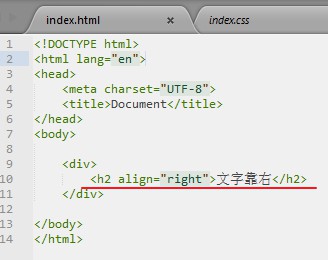 index.html × index.css
1 <!DOCTYPE html>
2 <html lang="en">
3 <head>
4 <meta charset="UTF-8">
5 <title>Document</title>
6 </head>
7 <body>
8
9 <div>
10 <h2 align="right">文字靠右</h2>
11 </div>
12
13 </body>
14 </html>